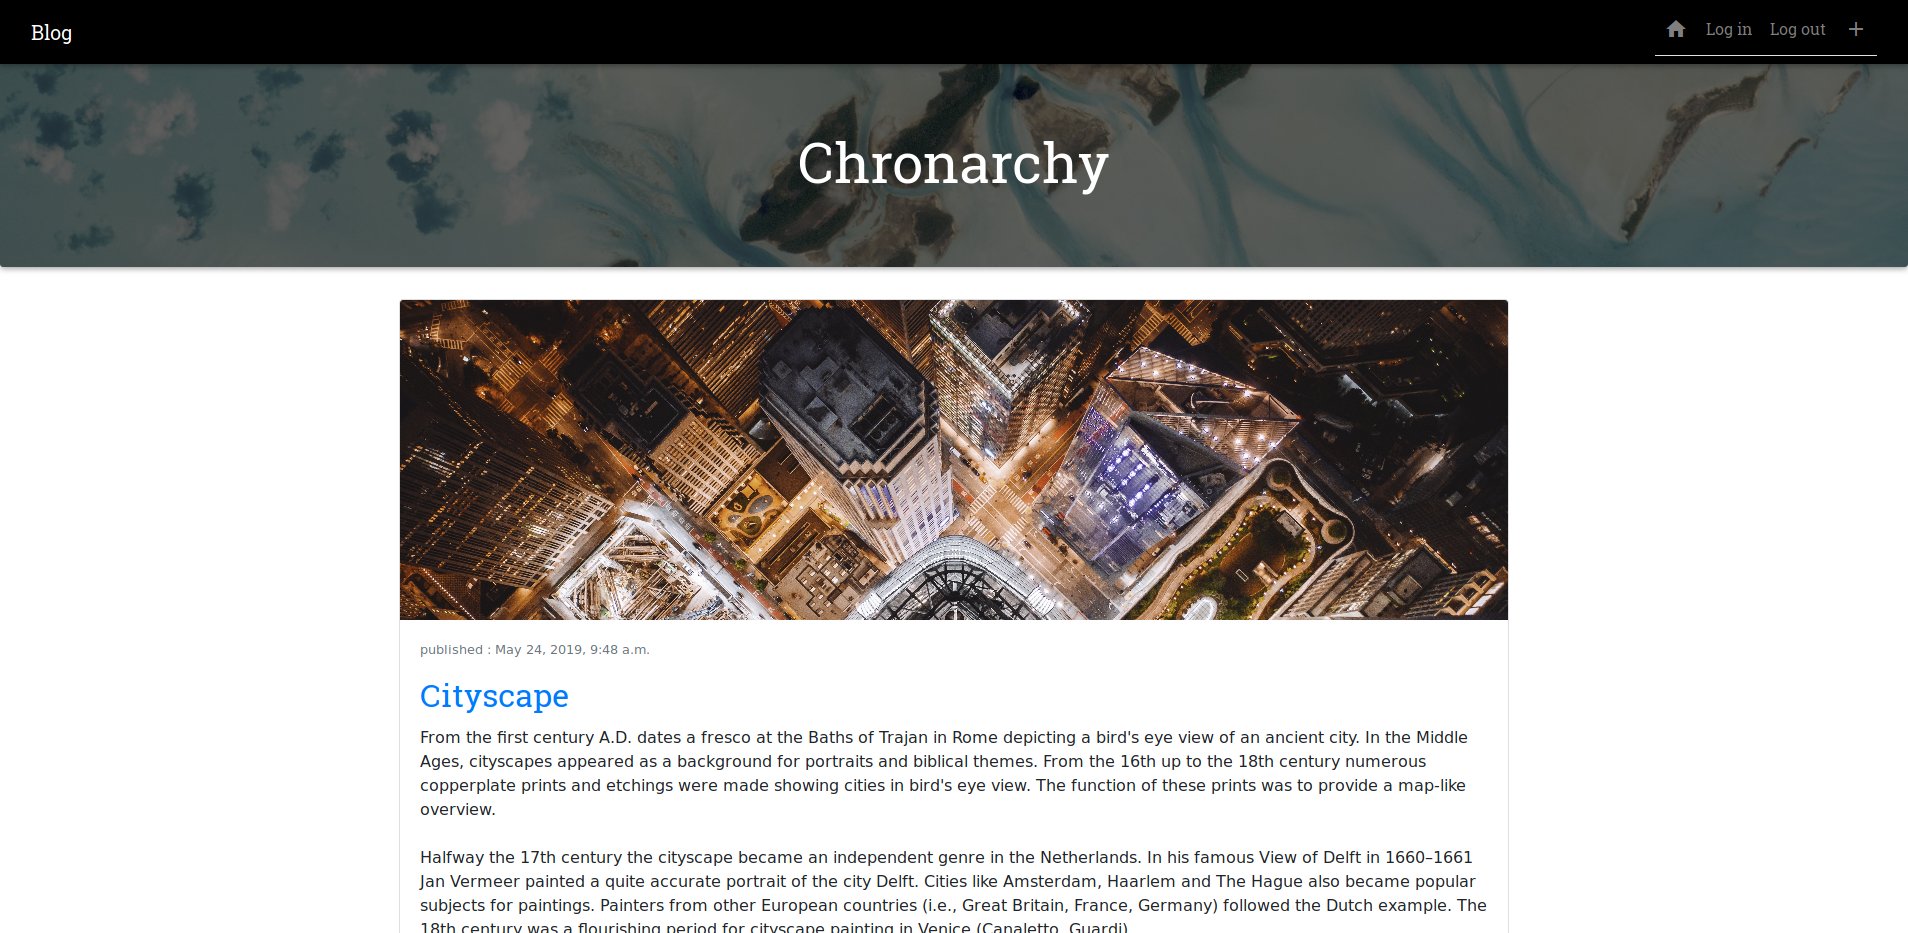 Blog
Log in
Log out
Chronarchy
published : May 24, 2019, 9:48 a.m.
Cityscape
From the first century A.D. dates a fresco at the Baths of Trajan in Rome depicting a bird's eye view of an ancient city. In the Middle
Ages, cityscapes appeared as a background for portraits and biblical themes. From the 16th up to the 18th century numerous
copperplate prints and etchings were made showing cities in bird's eye view. The function of these prints was to provide a map-like
overview.
Halfway the 17th century the cityscape became an independent genre in the Netherlands. In his famous View of Delft in 1660–1661
Jan Vermeer painted a quite accurate portrait of the city Delft. Cities like Amsterdam, Haarlem and The Hague also became popular
subjects for paintings. Painters from other European countries (i.e., Great Britain, France, Germany) followed the Dutch example. The
18th century was a flourishing period for cityscape painting in Venice (Canaletto, Guardi).